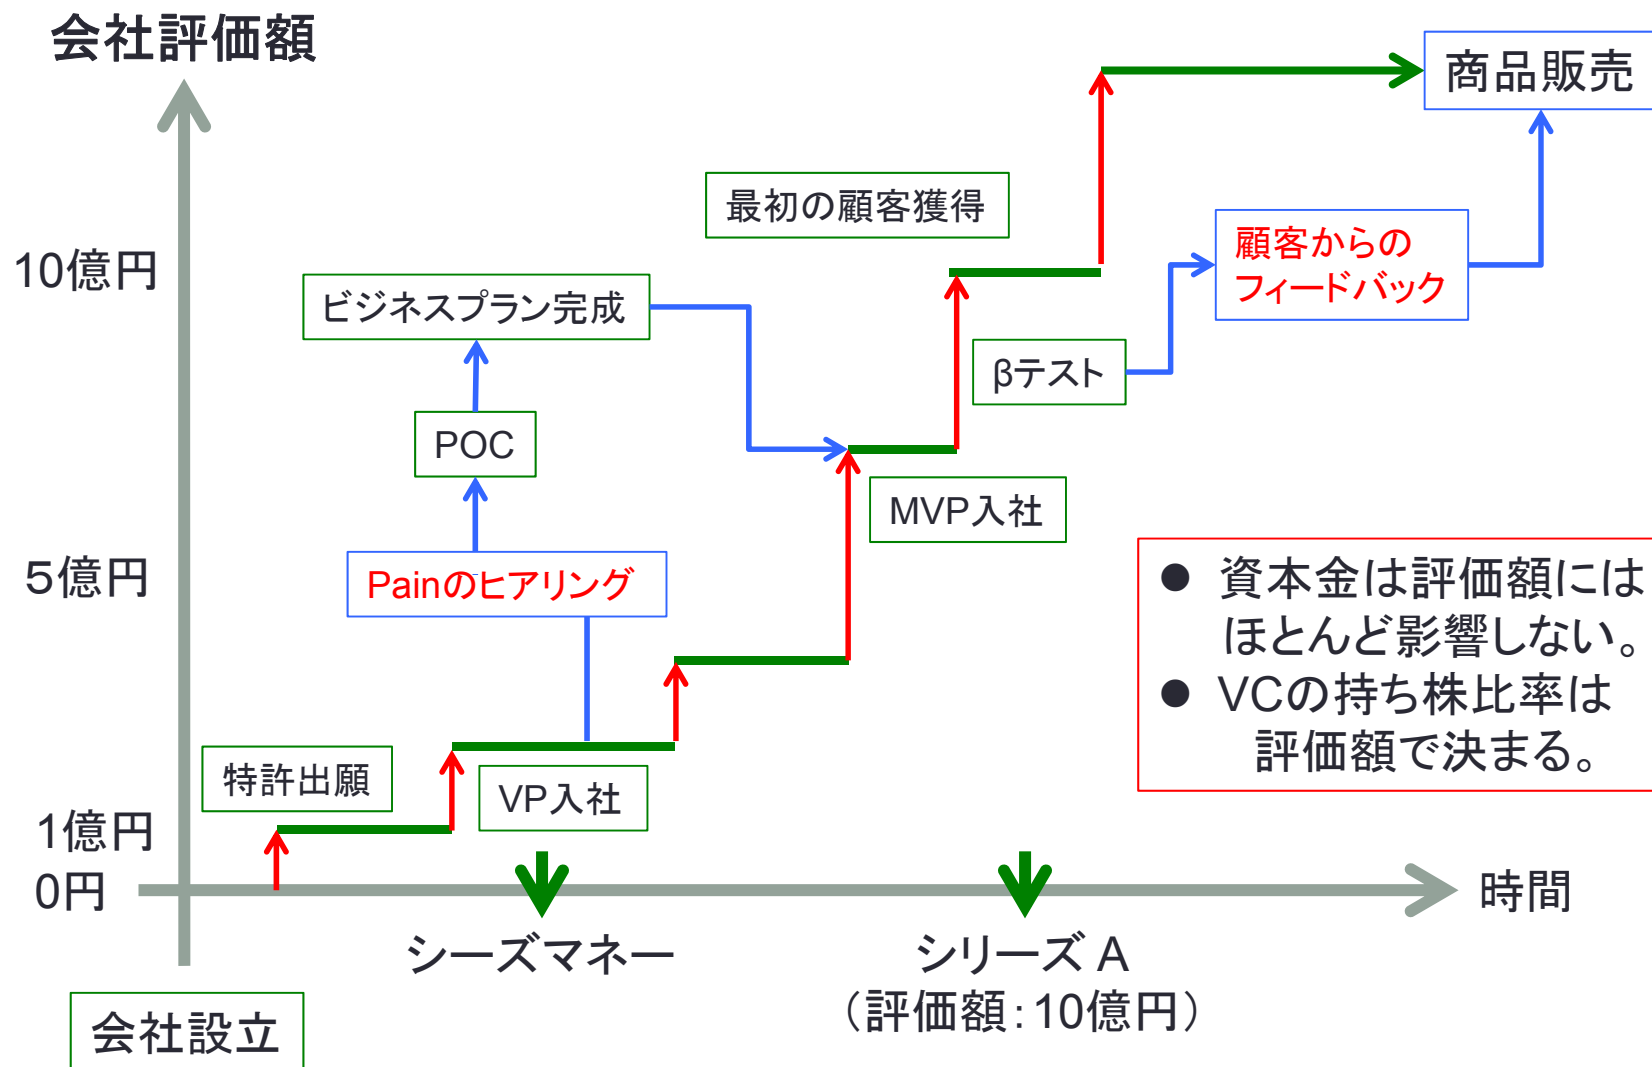 会社評価額
商品販売
最初の顧客獲得
顧客からの
フィードバック
10億円
ビジネスプラン完成
βテスト
POC
MVP入社
5億円
Painのヒアリング
● 資本金は評価額には
ほとんど影響しない。
● VCの持ち株比率は
評価額で決まる。
特許出願
VP入社
1億円
0円
時間
シーズマネー
シリーズ A
（評価額：10億円）
会社設立